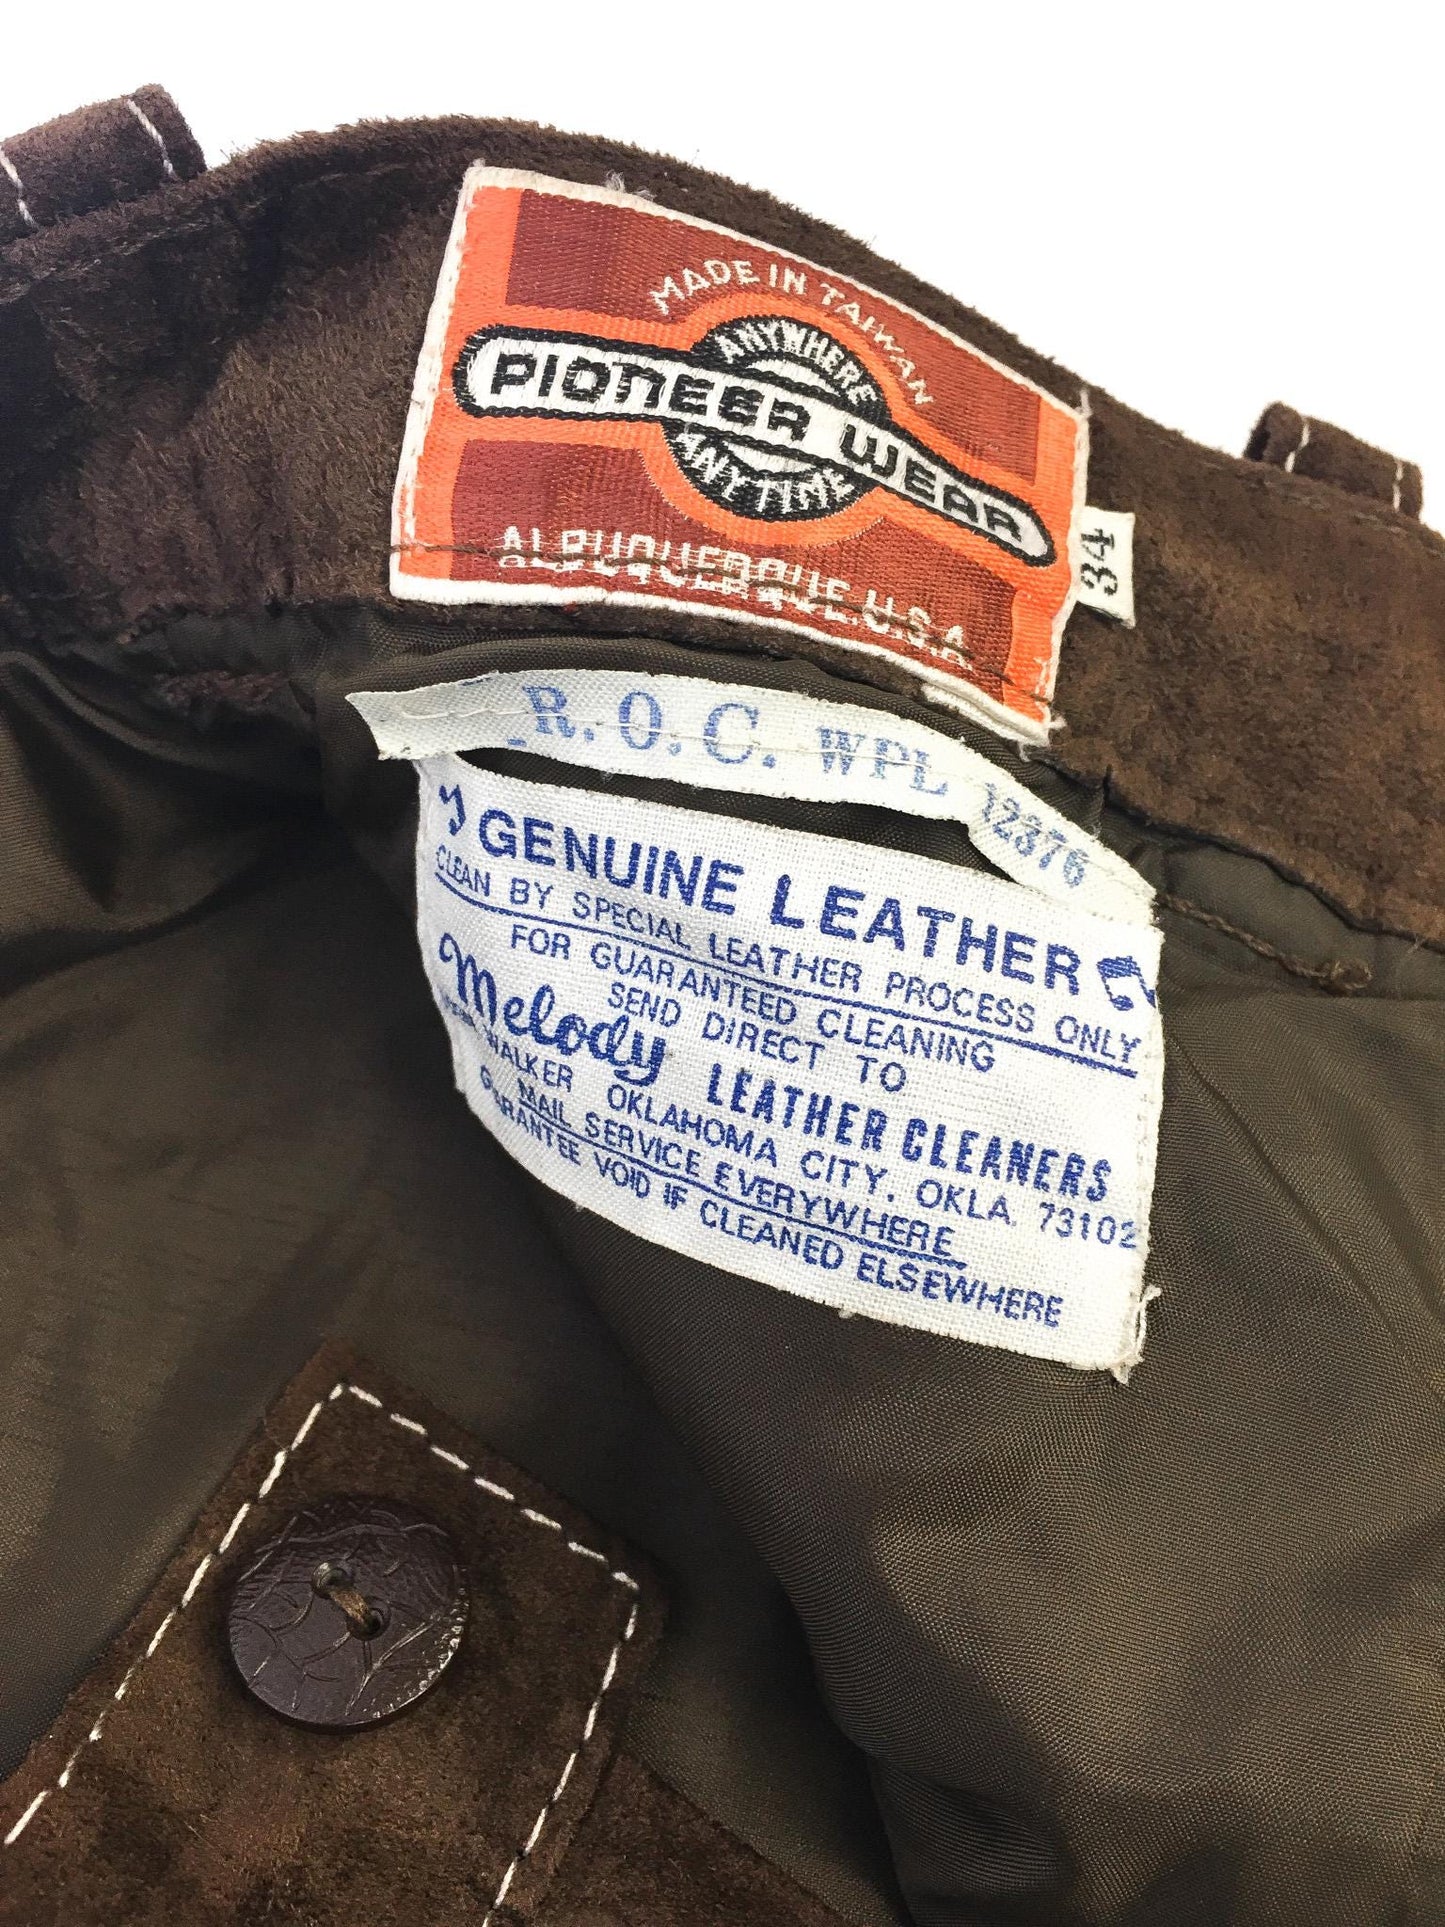 MADE IN TAIWAN
ANYWHERE
PIONEER WEAR
ANYTIME
ALBUQUERQUE U.S.A.
34
R.O.C. WPL 12376
GENUINE LEATHER
CLEAN BY SPECIAL LEATHER PROCESS ONLY
FOR GUARANTEED CLEANING
SEND DIRECT TO
Melody LEATHER CLEANERS
WALKER OKLAHOMA CITY, OKLA. 73102
MAIL SERVICE EVERYWHERE
GUARANTEE VOID IF CLEANED ELSEWHERE